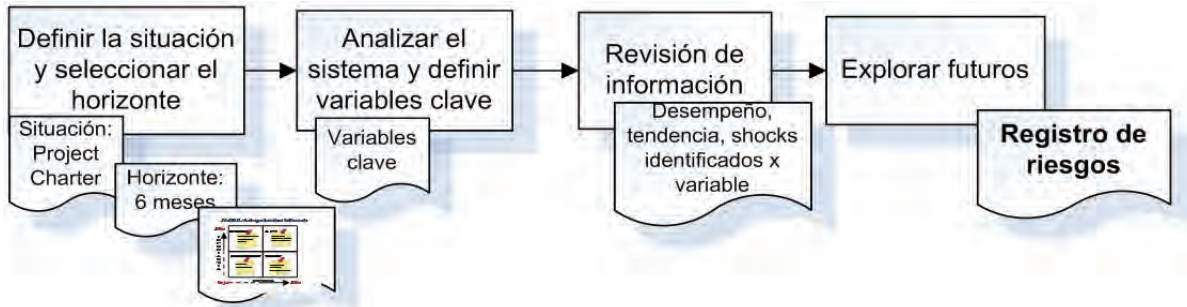 Definir la situación
y seleccionar el
horizonte
Analizar el
sistema y definir
variables clave
Revisión de
información
Explorar futuros
Situación:
Project
Charter
Horizonte:
6 meses
Variables
clave
Desempeño,
tendencia, shocks
identificados x
variable
Registro de
riesgos